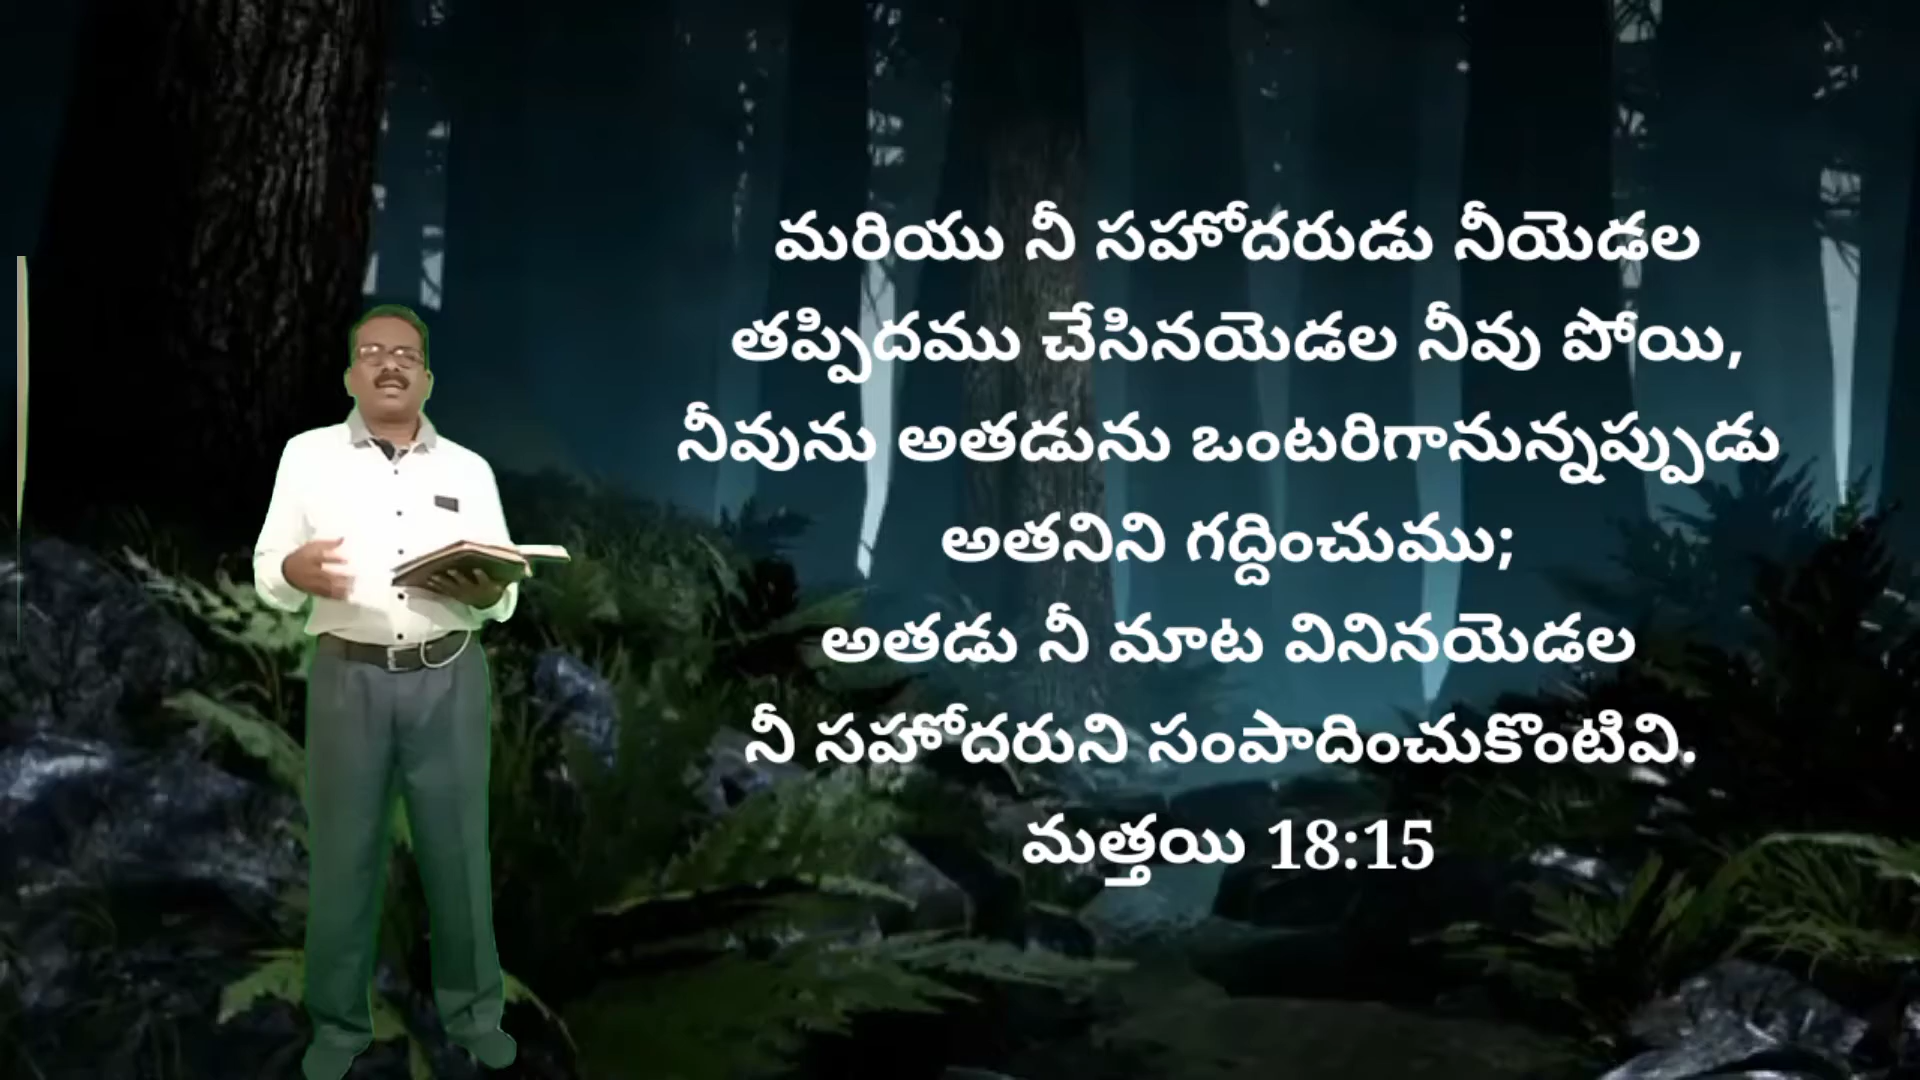 మరియు నీ సహోదరుడు నీయెడల
తప్పిదము చేసినయెడల నీవు పోయి,
నీవును అతడును ఒంటరిగానున్నప్పుడు
అతనిని గద్దించుము;
అతడు నీ మాట వినినయెడల
నీ సహోదరుని సంపాదించుకొంటివి.
మత్తయి 18:15